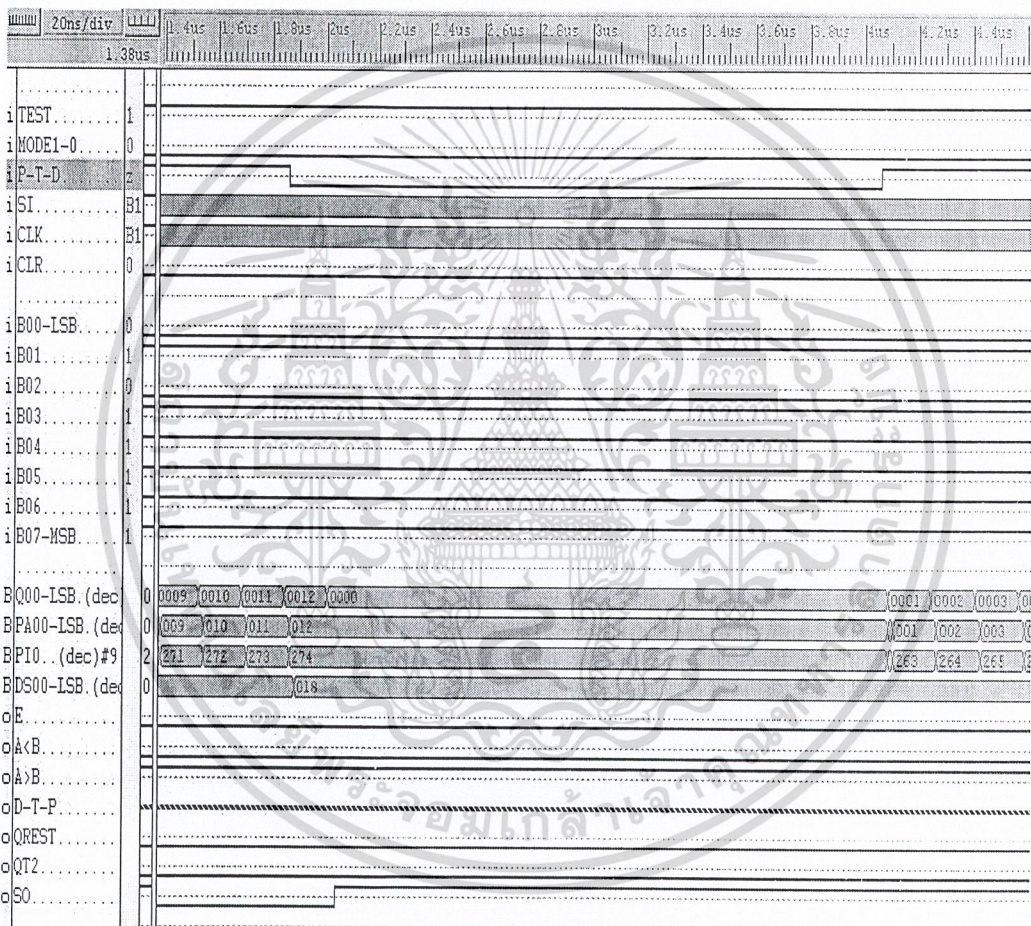 20ns/div 1.4us 1.6us 1.8us 2us 2.2us 2.4us 2.6us 2.8us 3us 3.2us 3.4us 3.6us 3.8us 4us 4.2us 4.4us
1.38us
i TEST........ 1
i MODE1-0..... 0
i P-T-D....... z
i SI.......... B1
i CLK......... B1
i CLR......... 0
i B00-LSB..... 0
i B01......... 1
i B02......... 0
i B03......... 1
i B04......... 1
i B05......... 1
i B06......... 1
i B07-MSB..... 1
B Q00-LSB.(dec 0 0009 0010 0011 0012 0000 0001 0002 0003
B PA00-LSB.(de 0 009 010 011 012 001 002 003
B PI0..(dec)#9 2 271 272 273 274 263 264 265
B DS00-LSB.(de 0 018
o E...........
o A<B.........
o A>B.........
o D-T-P.......
o QREST.......
o QT2.........
o SO..........